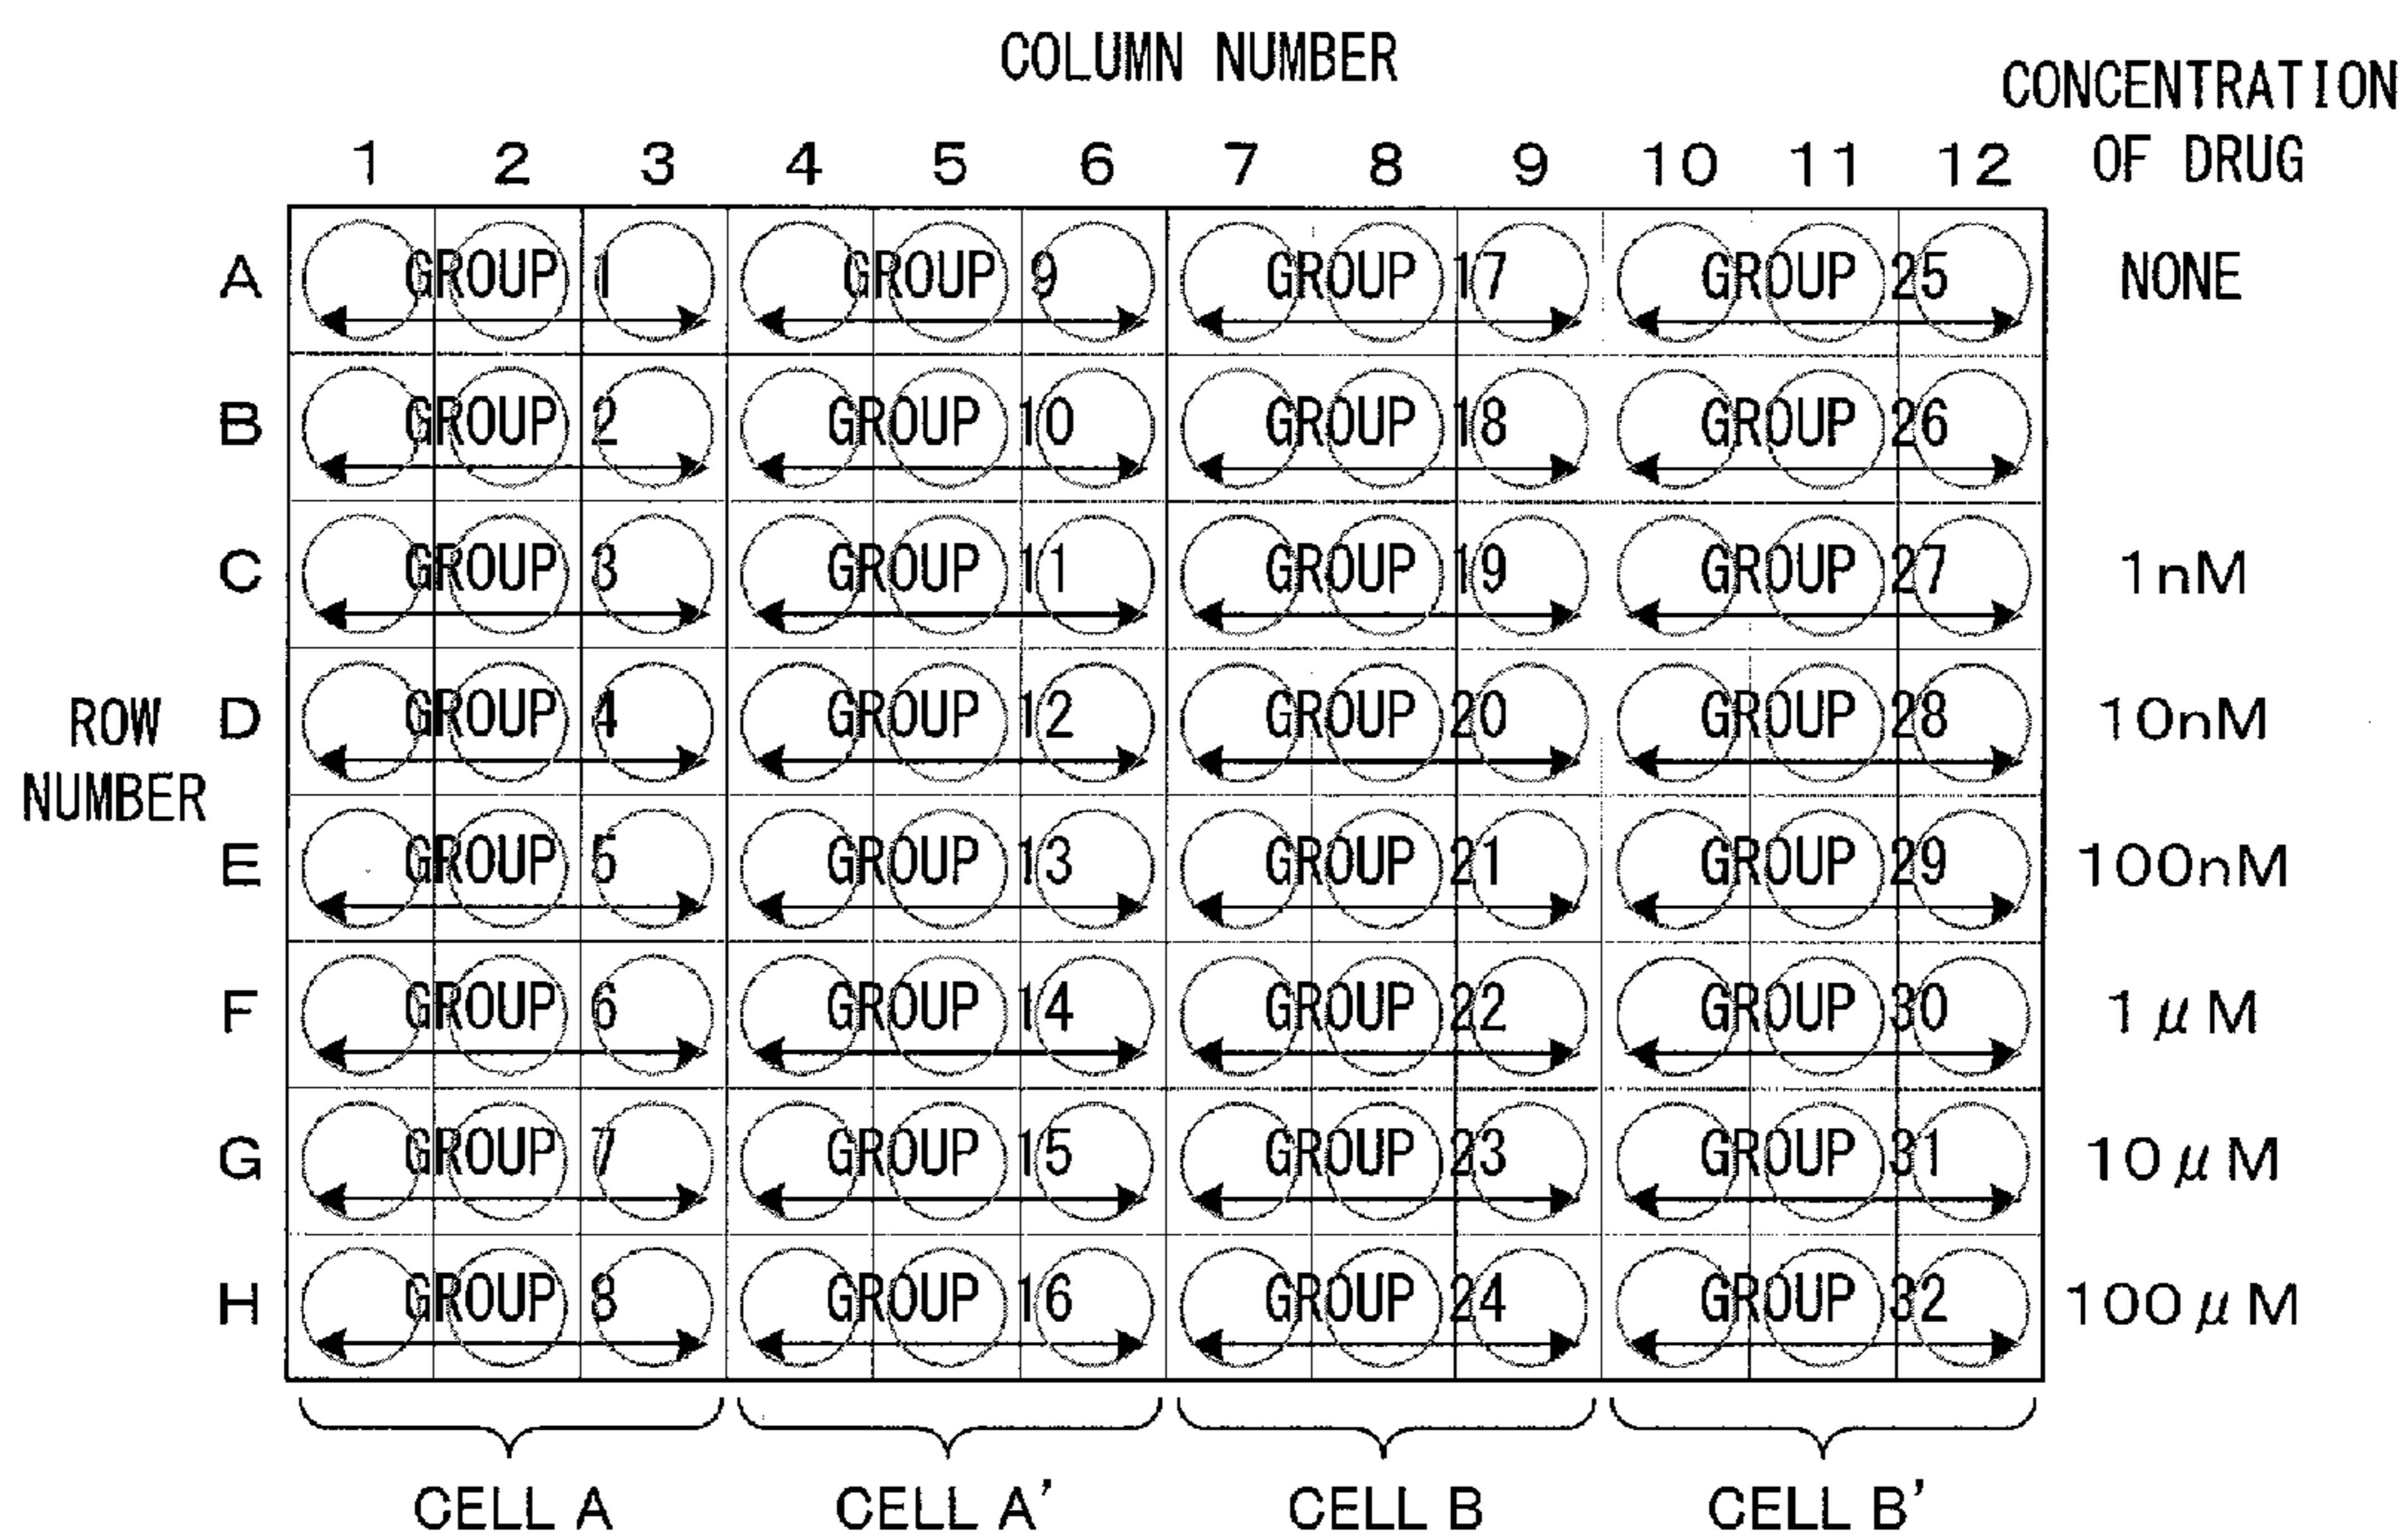 COLUMN NUMBER
CONCENTRATION
OF DRUG
1 2 3 4 5 6 7 8 9 10 11 12
A GROUP 1 GROUP 9 GROUP 17 GROUP 25 NONE
B GROUP 2 GROUP 10 GROUP 18 GROUP 26
C GROUP 3 GROUP 11 GROUP 19 GROUP 27 1nM
ROW
NUMBER
D GROUP 4 GROUP 12 GROUP 20 GROUP 28 10nM
E GROUP 5 GROUP 13 GROUP 21 GROUP 29 100nM
F GROUP 6 GROUP 14 GROUP 22 GROUP 30 1μM
G GROUP 7 GROUP 15 GROUP 23 GROUP 31 10μM
H GROUP 8 GROUP 16 GROUP 24 GROUP 32 100μM
CELL A CELL A' CELL B CELL B'